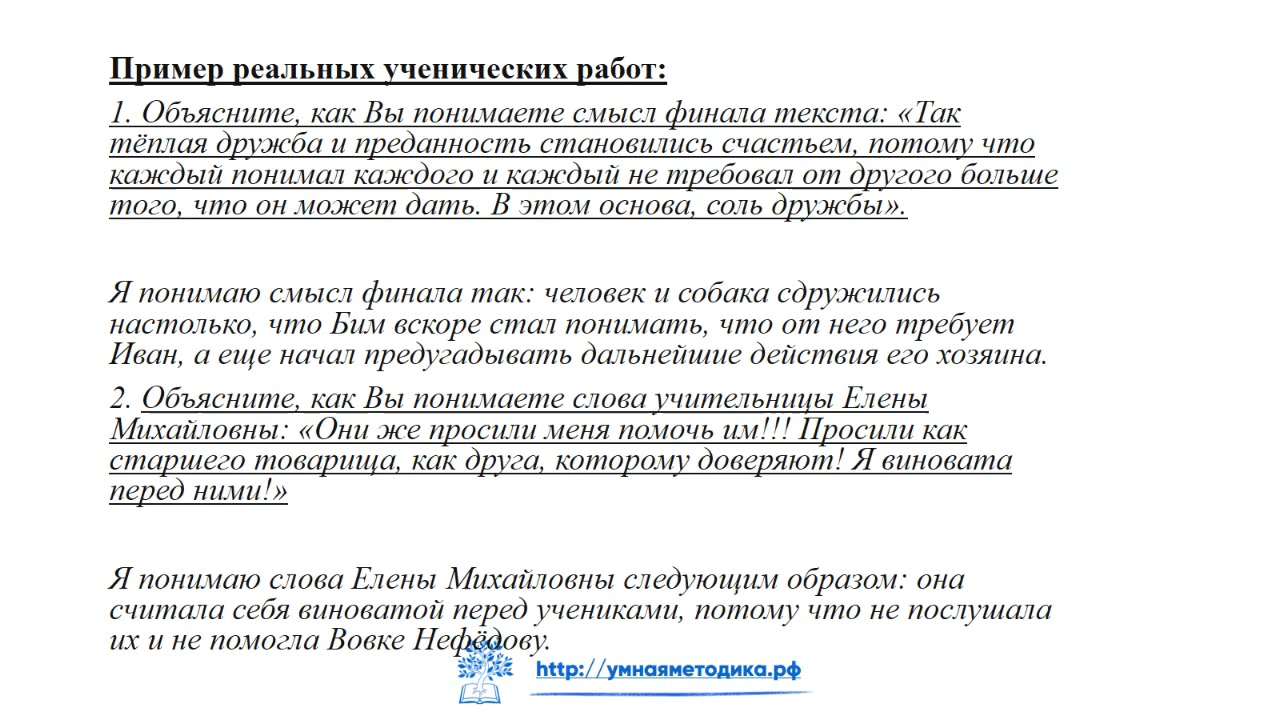 Пример реальных ученических работ:
1. Объясните, как Вы понимаете смысл финала текста: «Так
тёплая дружба и преданность становились счастьем, потому что
каждый понимал каждого и каждый не требовал от другого больше
того, что он может дать. В этом основа, соль дружбы».
Я понимаю смысл финала так: человек и собака сдружились
настолько, что Бим вскоре стал понимать, что от него требует
Иван, а еще начал предугадывать дальнейшие действия его хозяина.
2. Объясните, как Вы понимаете слова учительницы Елены
Михайловны: «Они же просили меня помочь им!!! Просили как
старшего товарища, как друга, которому доверяют! Я виновата
перед ними!»
Я понимаю слова Елены Михайловны следующим образом: она
считала себя виноватой перед учениками, потому что не послушала
их и не помогла Вовке Нефёдову.
http://умнаяметодика.рф